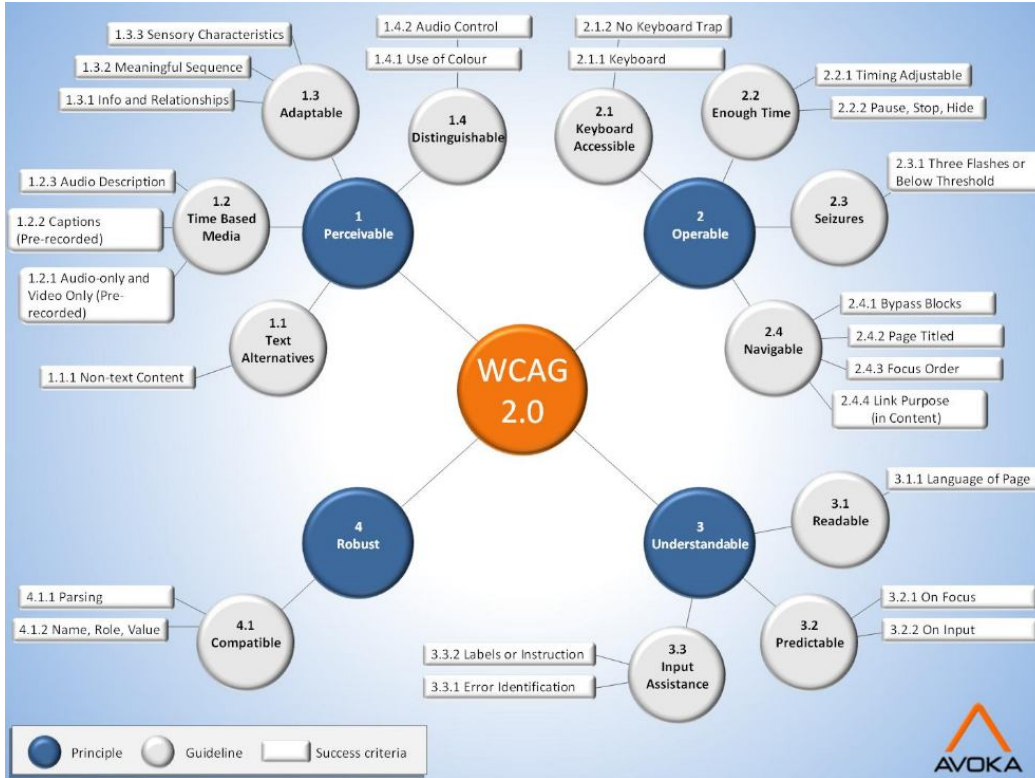 1.3.3 Sensory Characteristics
1.3.2 Meaningful Sequence
1.3.1 Info and Relationships
1.3
Adaptable
1.4.2 Audio Control
1.4.1 Use of Colour
1.4
Distinguishable
1.2.3 Audio Description
1.2.2 Captions
(Pre-recorded)
1.2.1 Audio-only and
Video Only (Pre-
recorded)
1.2
Time Based
Media
1
Perceivable
1.1
Text
Alternatives
1.1.1 Non-text Content
2.1.2 No Keyboard Trap
2.1.1 Keyboard
2.1
Keyboard
Accessible
2.2
Enough Time
2.2.1 Timing Adjustable
2.2.2 Pause, Stop, Hide
2
Operable
2.3
Seizures
2.3.1 Three Flashes or
Below Threshold
2.4
Navigable
2.4.1 Bypass Blocks
2.4.2 Page Titled
2.4.3 Focus Order
2.4.4 Link Purpose
(in Content)
WCAG
2.0
4
Robust
4.1.1 Parsing
4.1.2 Name, Role, Value
4.1
Compatible
3
Understandable
3.1
Readable
3.1.1 Language of Page
3.2
Predictable
3.2.1 On Focus
3.2.2 On Input
3.3.2 Labels or Instruction
3.3.1 Error Identification
3.3
Input
Assistance
Principle
Guideline
Success criteria
AVOKA